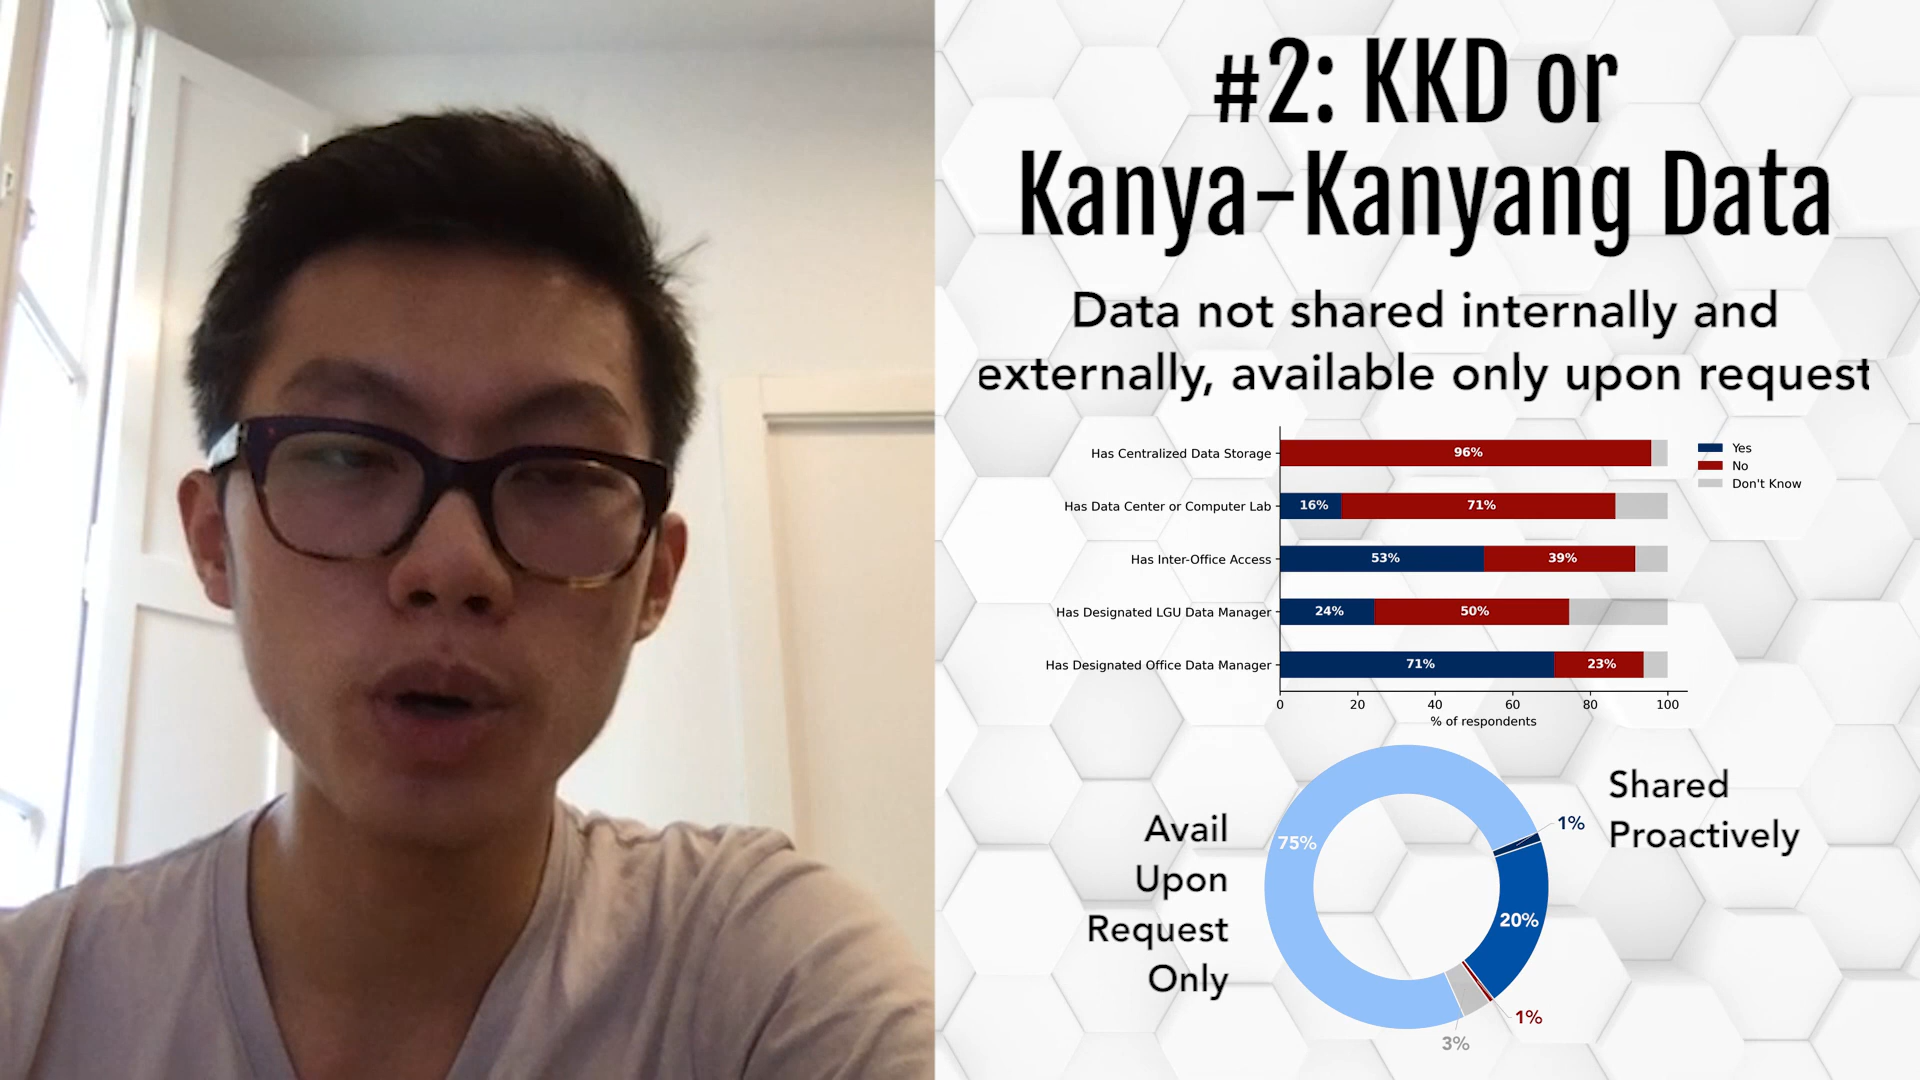 #2: KKD or
Kanya-Kanyang Data
Data not shared internally and
externally, available only upon request
Has Centralized Data Storage
96%
Yes
No
Don't Know
Has Data Center or Computer Lab
16%
71%
Has Inter-Office Access
53%
39%
Has Designated LGU Data Manager
24%
50%
Has Designated Office Data Manager
71%
23%
0
20
40
60
80
100
% of respondents
Avail
Upon
Request
Only
75%
1%
20%
1%
3%
Shared
Proactively